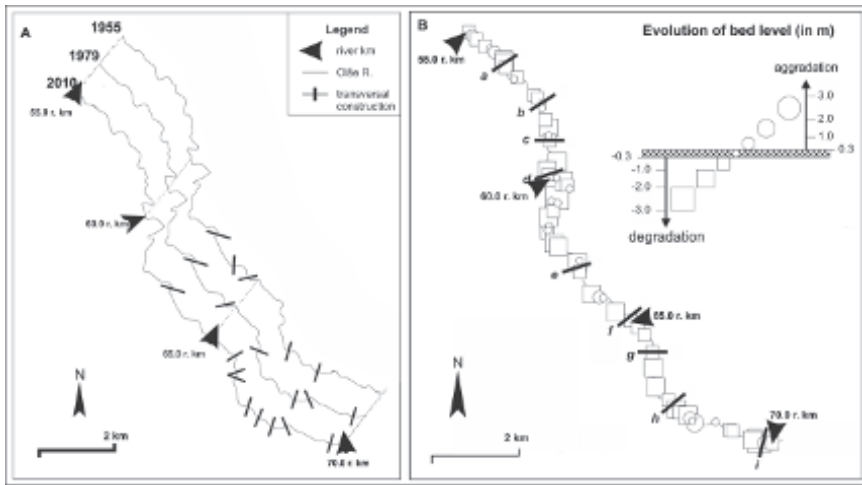 A
1955
1979
2010
55.0 r. km
60.0 r. km
65.0 r. km
70.0 r. km
Legend
river km
Olše R.
transversal
construction
N
2 km
B
Evolution of bed level (in m)
aggradation
3.0
2.0
1.0
0.3
-0.3
-1.0
-2.0
-3.0
degradation
55.0 r. km
a
b
c
d
60.0 r. km
e
f
65.0 r. km
g
h
70.0 r. km
i
N
2 km